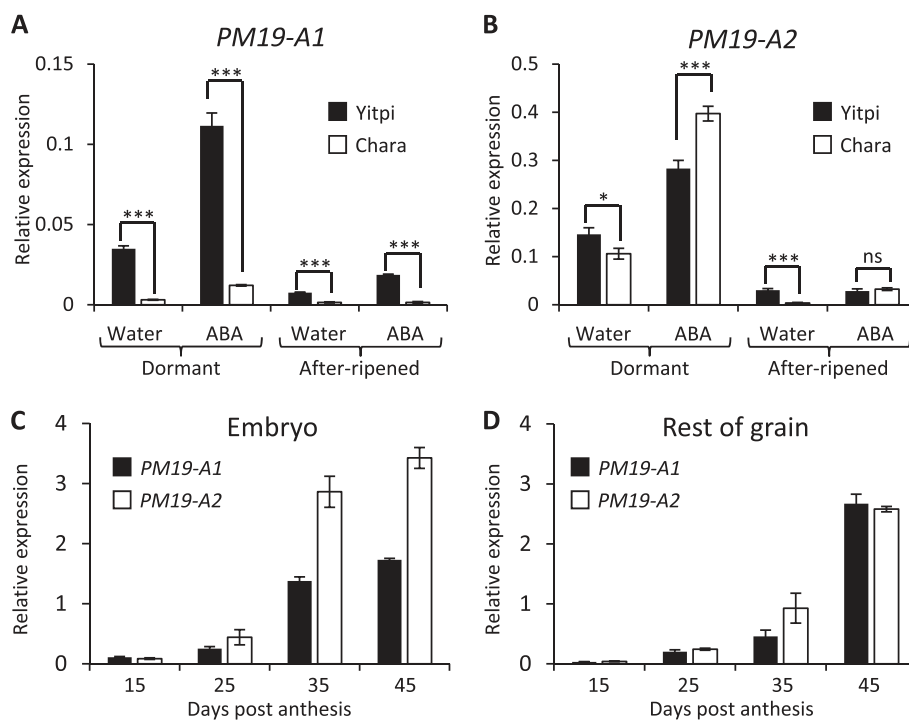 A
PM19-A1
0.15
0.1
0.05
0
Relative expression
***
***
***
***
Yitpi
Chara
Water
ABA
Water
ABA
Dormant
After-ripened
B
PM19-A2
0.5
0.4
0.3
0.2
0.1
0
Relative expression
*
***
***
ns
Yitpi
Chara
Water
ABA
Water
ABA
Dormant
After-ripened
C
Embryo
4
3
2
1
0
Relative expression
PM19-A1
PM19-A2
15
25
35
45
Days post anthesis
D
Rest of grain
4
3
2
1
0
Relative expression
PM19-A1
PM19-A2
15
25
35
45
Days post anthesis